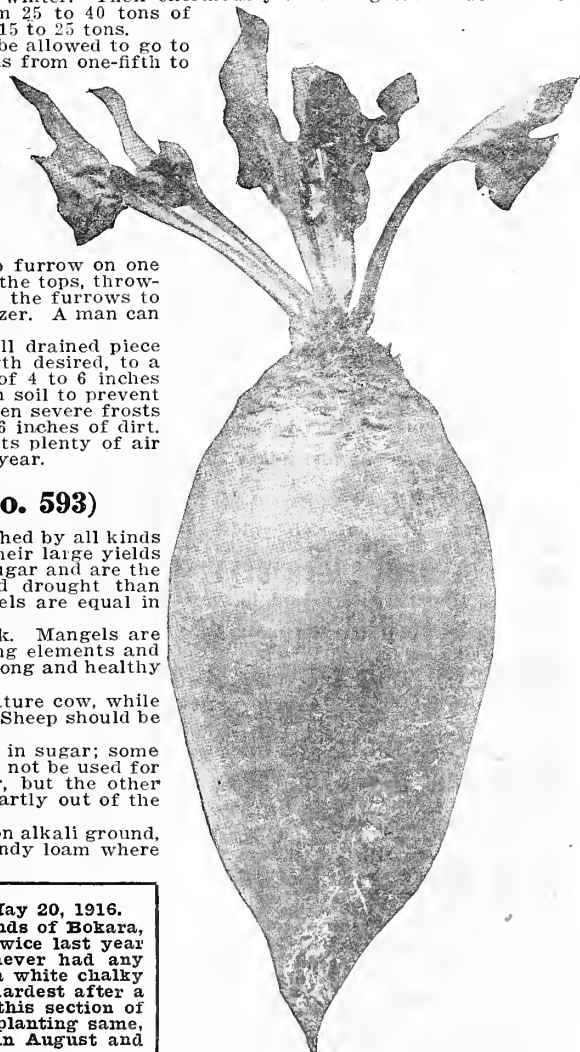 m 25 to 40 tons of
15 to 25 tons.
be allowed to go to
s from one-fifth to
furrow on one
the tops, throw-
the furrows to
zer. A man can
ll drained piece
th desired, to a
of 4 to 6 inches
soil to prevent
en severe frosts
6 inches of dirt.
ts plenty of air
year.
o. 593)
hed by all kinds
heir large yields
ugar and are the
d drought than
els are equal in
k. Mangels are
ng elements and
ong and healthy
ture cow, while
Sheep should be
in sugar; some
not be used for
r, but the other
artly out of the
on alkali ground,
ndy loam where
May 20, 1916.
nds of Bokara,
wice last year
never had any
a white chalky
ardest after a
this section of
planting same,
in August and